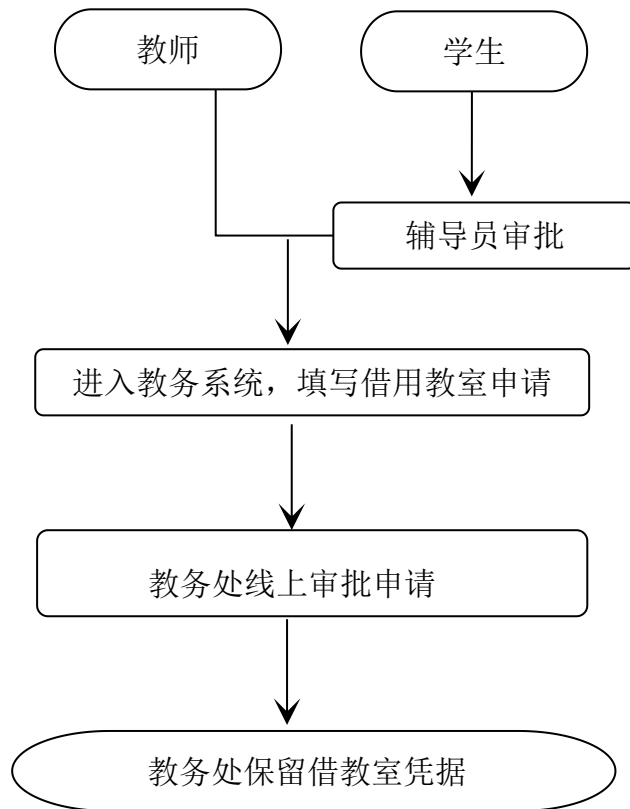 教师
学生
辅导员审批
进入教务系统，填写借用教室申请
教务处线上审批申请
教务处保留借教室凭据